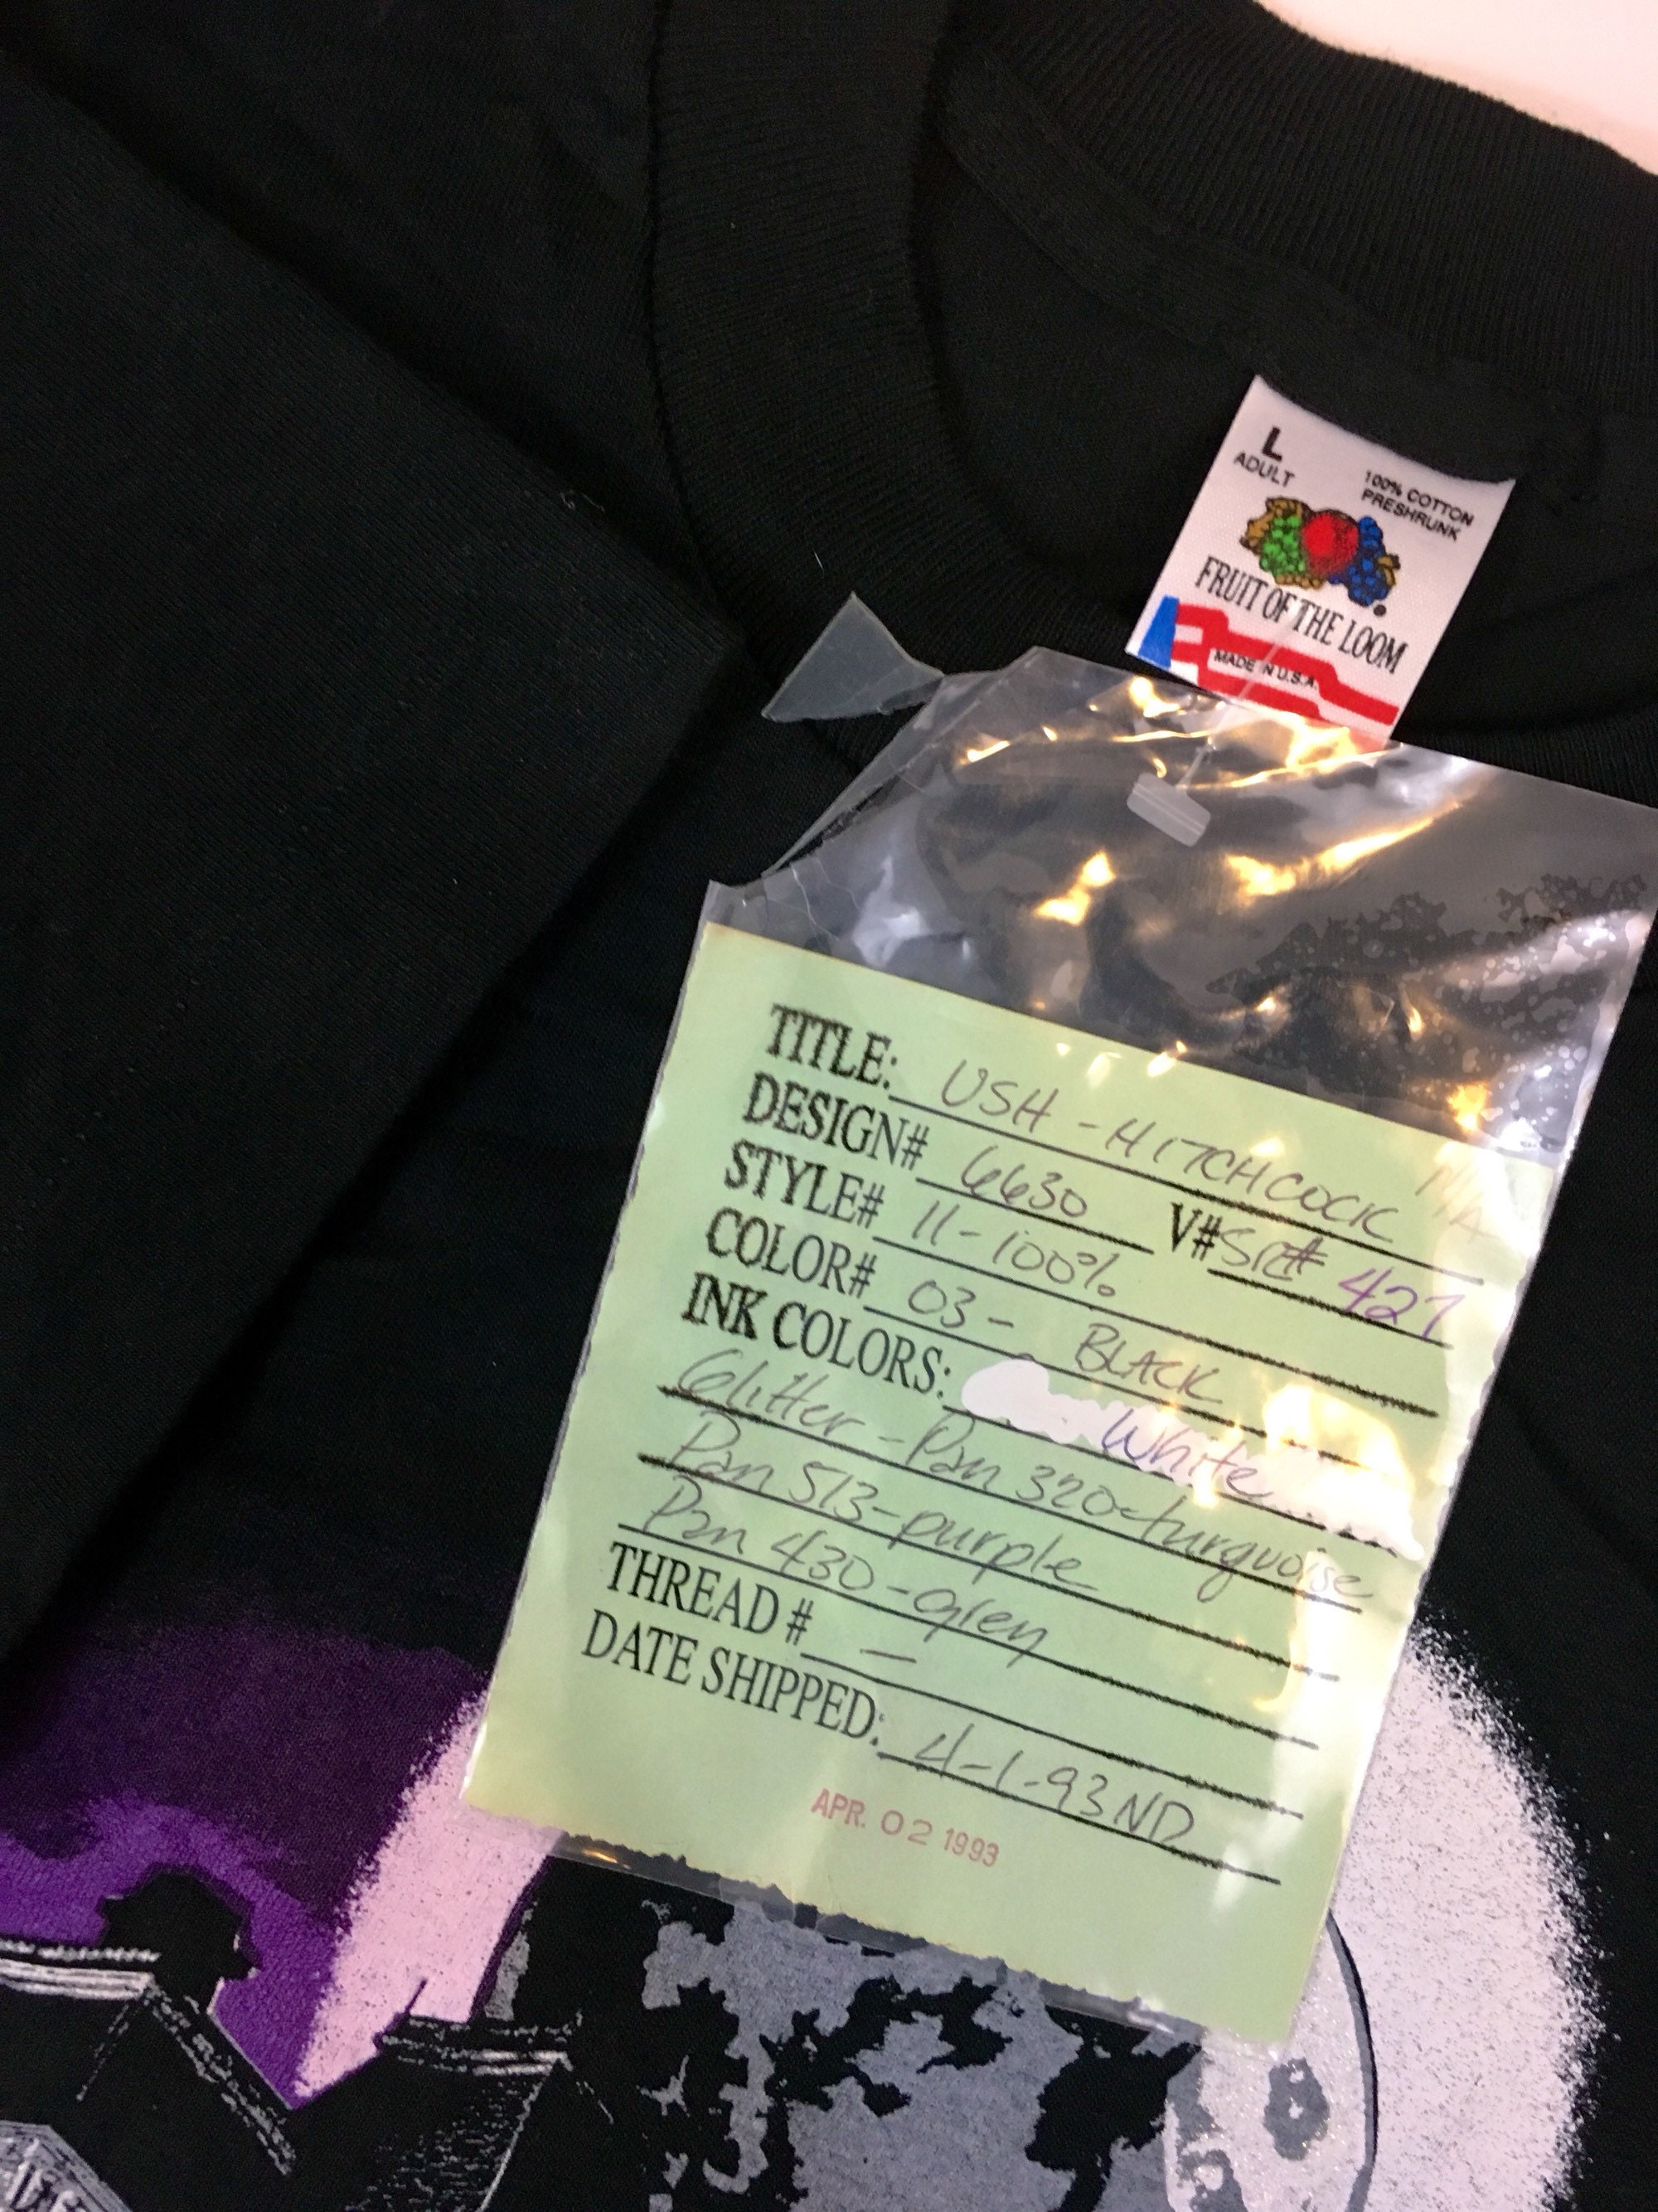 L
ADULT
100% COTTON
PRESHRUNK
FRUIT OF THE LOOM
MADE IN U.S.A.
TITLE: USH - HITCHCOCK N/A
DESIGN# 6630 V# SP# 427
STYLE# 11-100%
COLOR# 03 - BLACK
INK COLORS: White
Glitter - Pan 320-turquoise
Pan 513-purple
Pan 430-grey
THREAD # —
DATE SHIPPED: 4-1-93 ND
APR. 02 1993